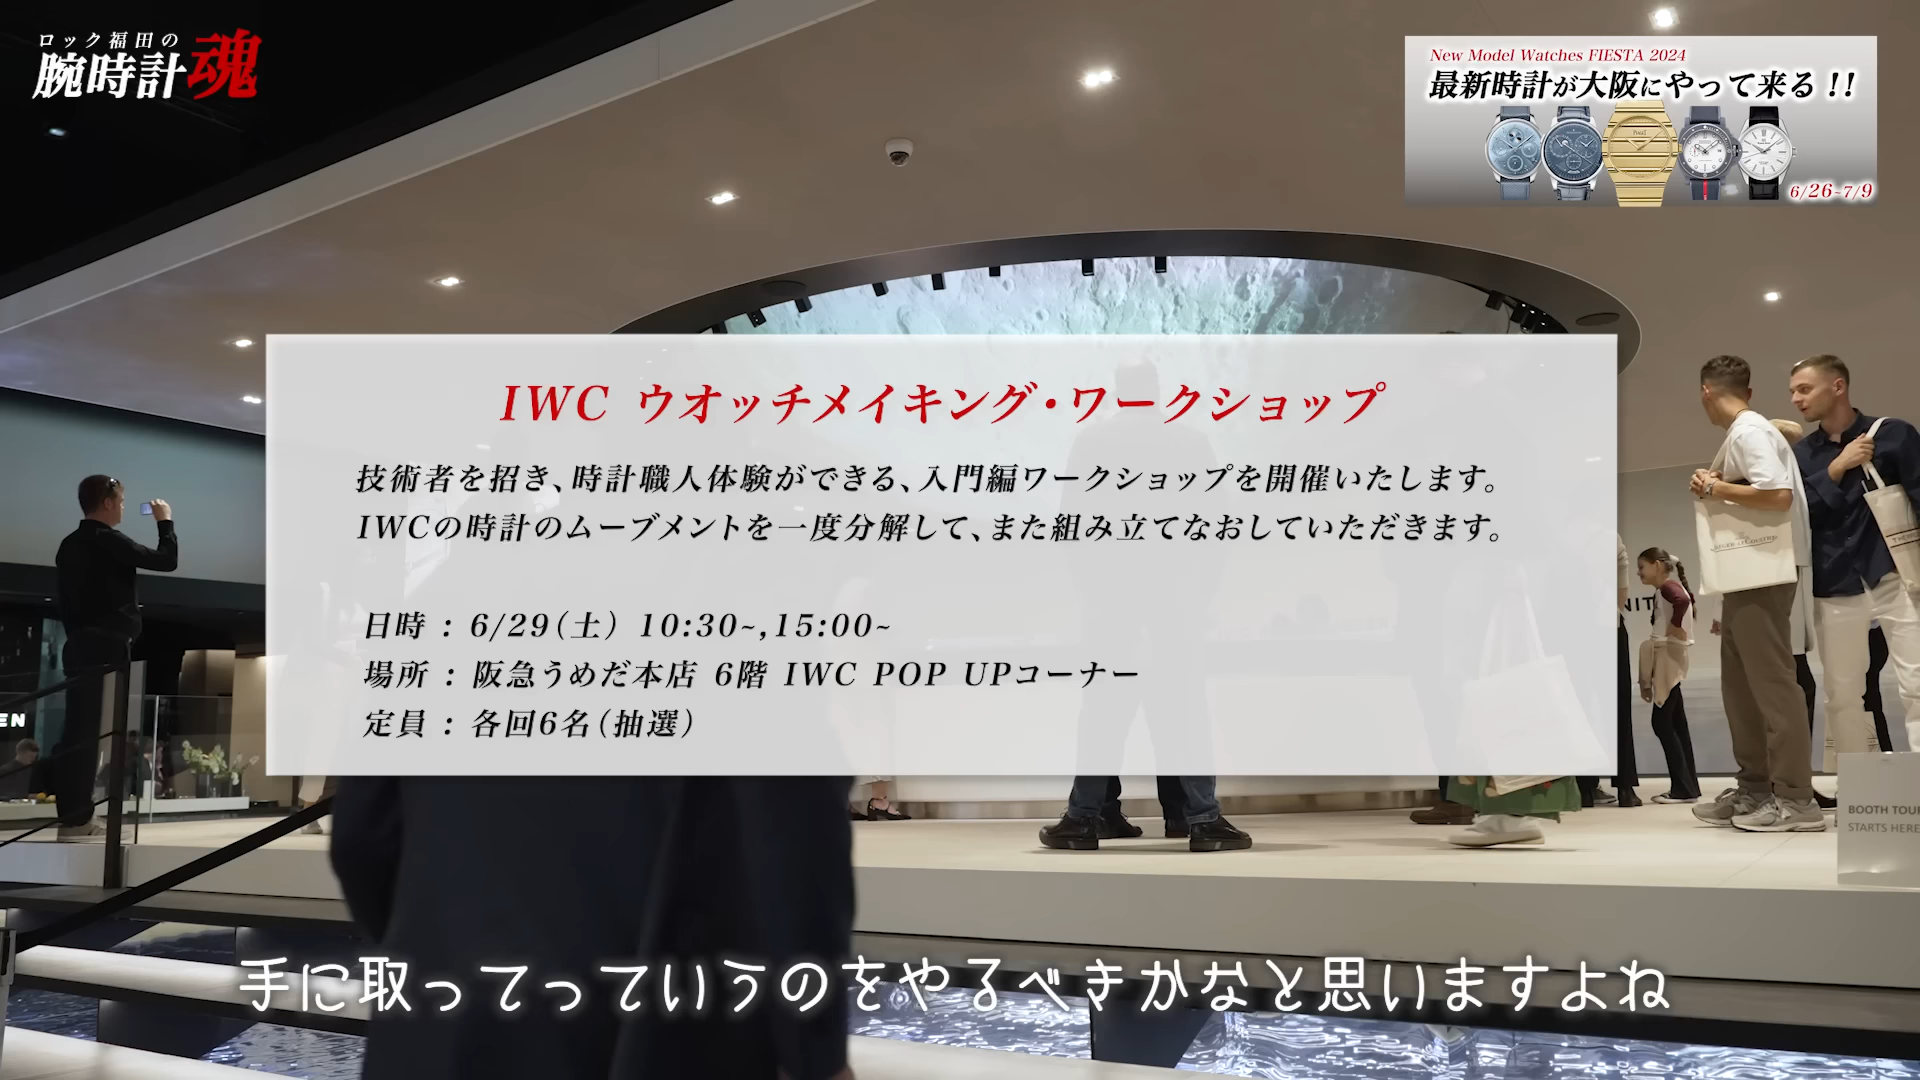 ロック福田の
腕時計魂
New Model Watches FIESTA 2024
最新時計が大阪にやって来る !!
6/26~7/9
IWC ウオッチメイキング・ワークショップ
技術者を招き、時計職人体験ができる、入門編ワークショップを開催いたします。
IWCの時計のムーブメントを一度分解して、また組み立てなおしていただきます。
日時 : 6/29(土) 10:30~,15:00~
場所 : 阪急うめだ本店 6階 IWC POP UPコーナー
定員 : 各回6名(抽選)
EN
NIT
BOOTH TOUR
STARTS HERE
手に取ってっていうのをやるべきかなと思いますよね